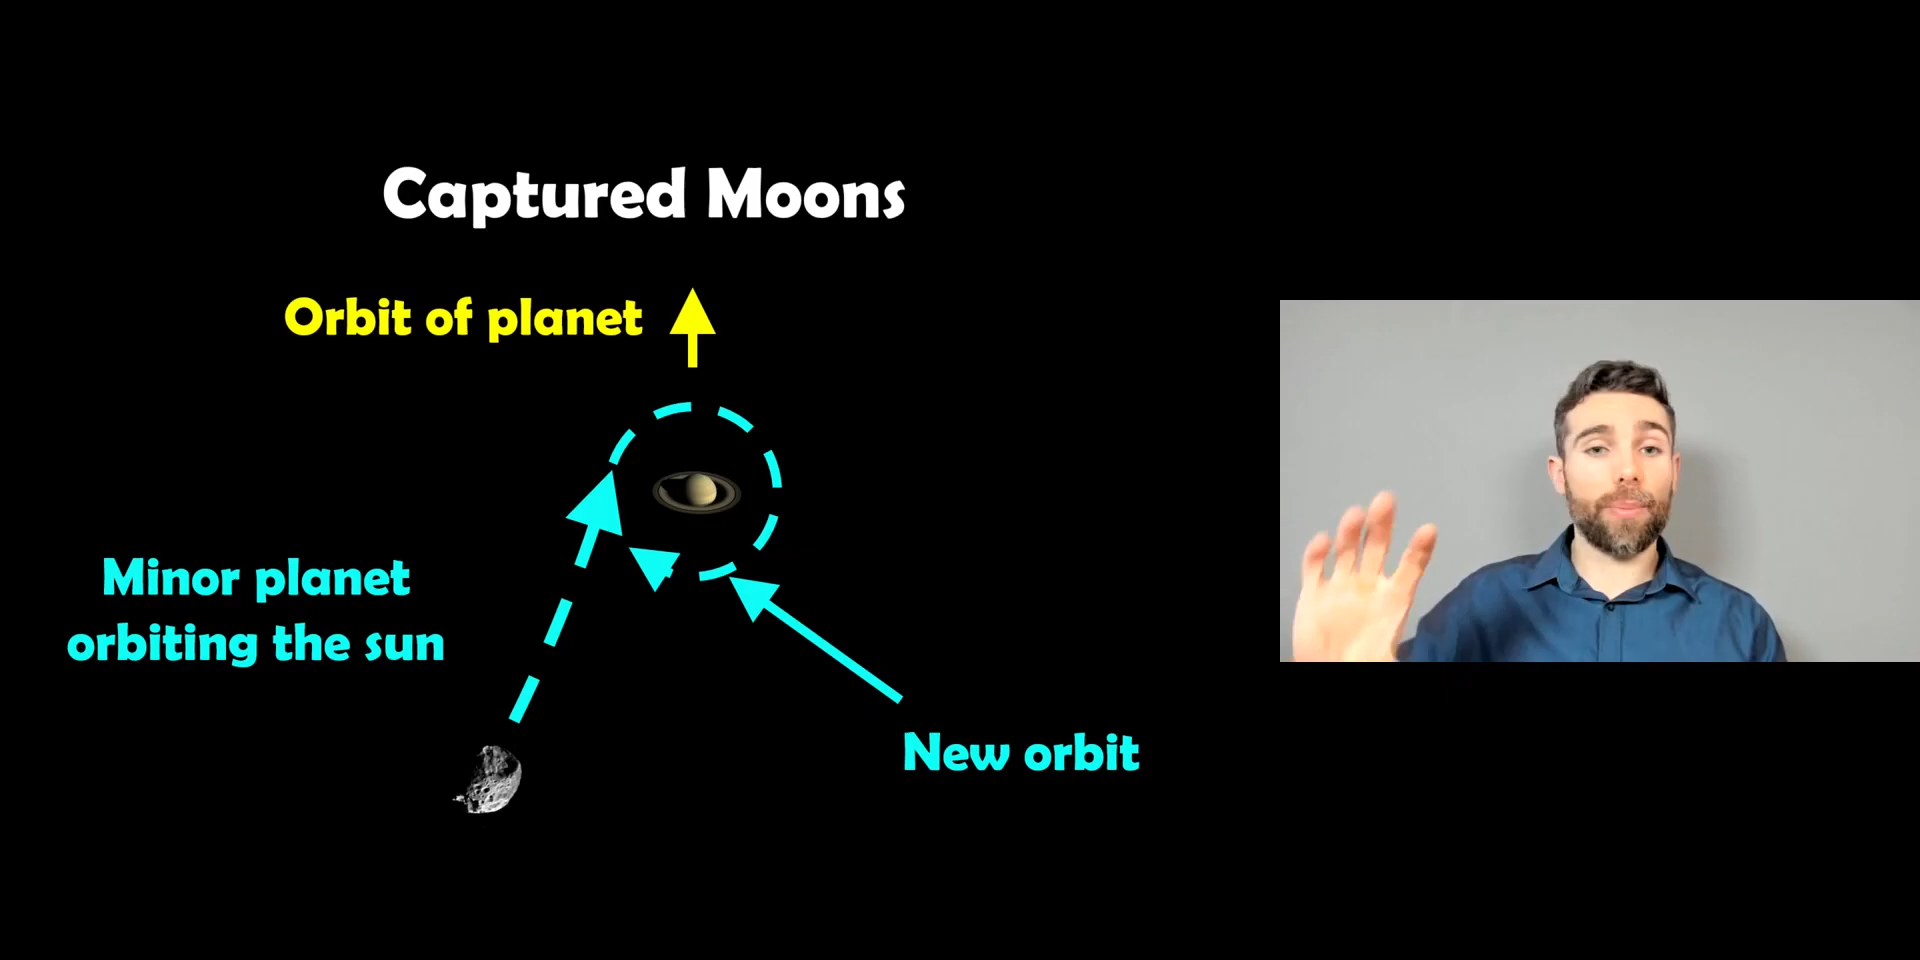 Captured Moons
Orbit of planet
Minor planet
orbiting the sun
New orbit